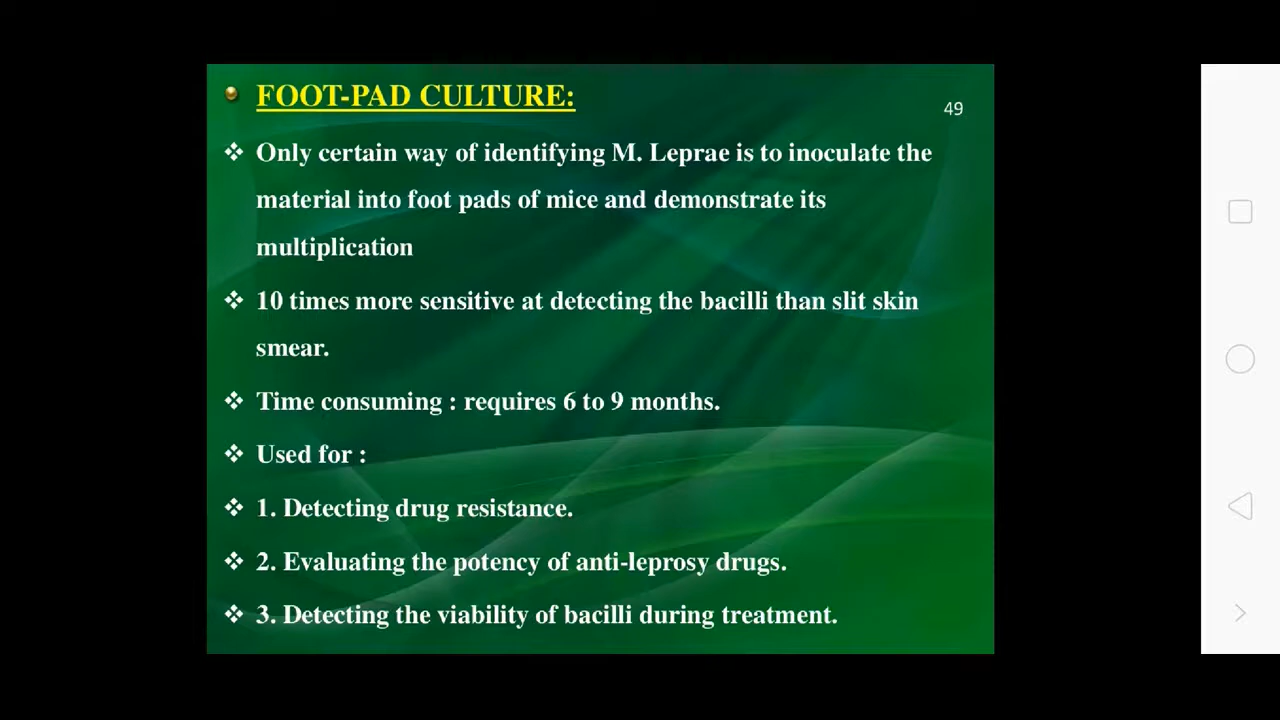 FOOT-PAD CULTURE:
49
Only certain way of identifying M. Leprae is to inoculate the
material into foot pads of mice and demonstrate its
multiplication
10 times more sensitive at detecting the bacilli than slit skin
smear.
Time consuming : requires 6 to 9 months.
Used for :
1. Detecting drug resistance.
2. Evaluating the potency of anti-leprosy drugs.
3. Detecting the viability of bacilli during treatment.